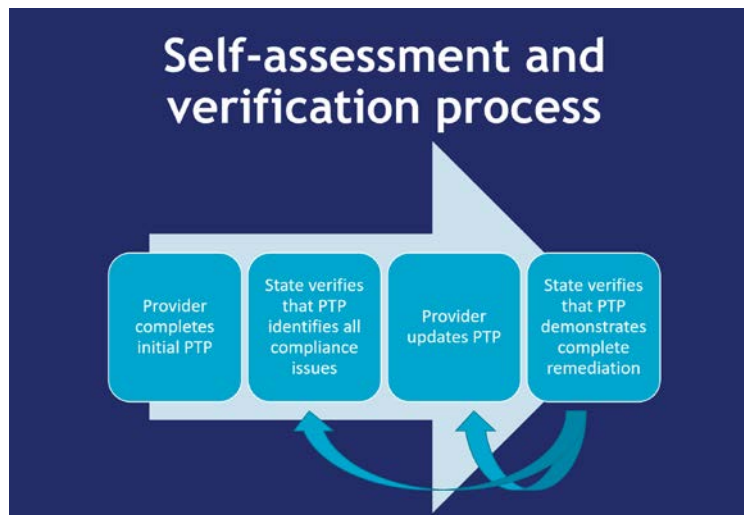 Self-assessment and
verification process
Provider
completes
initial PTP
State verifies
that PTP
identifies all
compliance
issues
Provider
updates PTP
State verifies
that PTP
demonstrates
complete
remediation